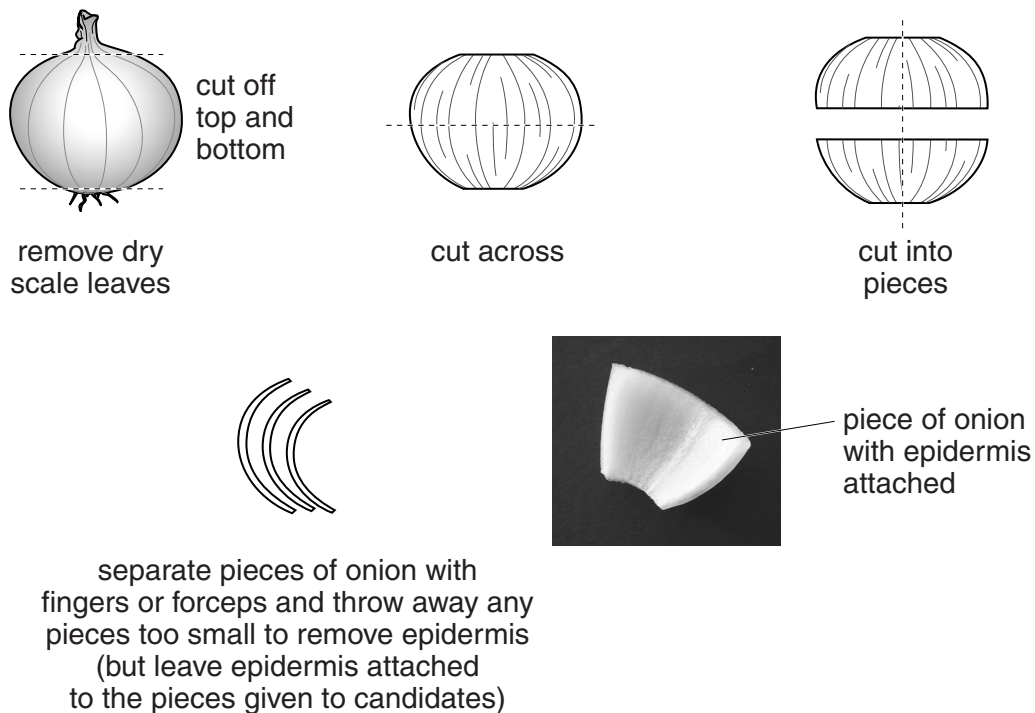 cut off
top and
bottom
remove dry
scale leaves
cut across
cut into
pieces
piece of onion
with epidermis
attached
separate pieces of onion with
fingers or forceps and throw away any
pieces too small to remove epidermis
(but leave epidermis attached
to the pieces given to candidates)